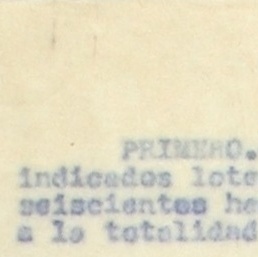 PRIMERO.
indicados lote
seiscientos he
a la totalidad